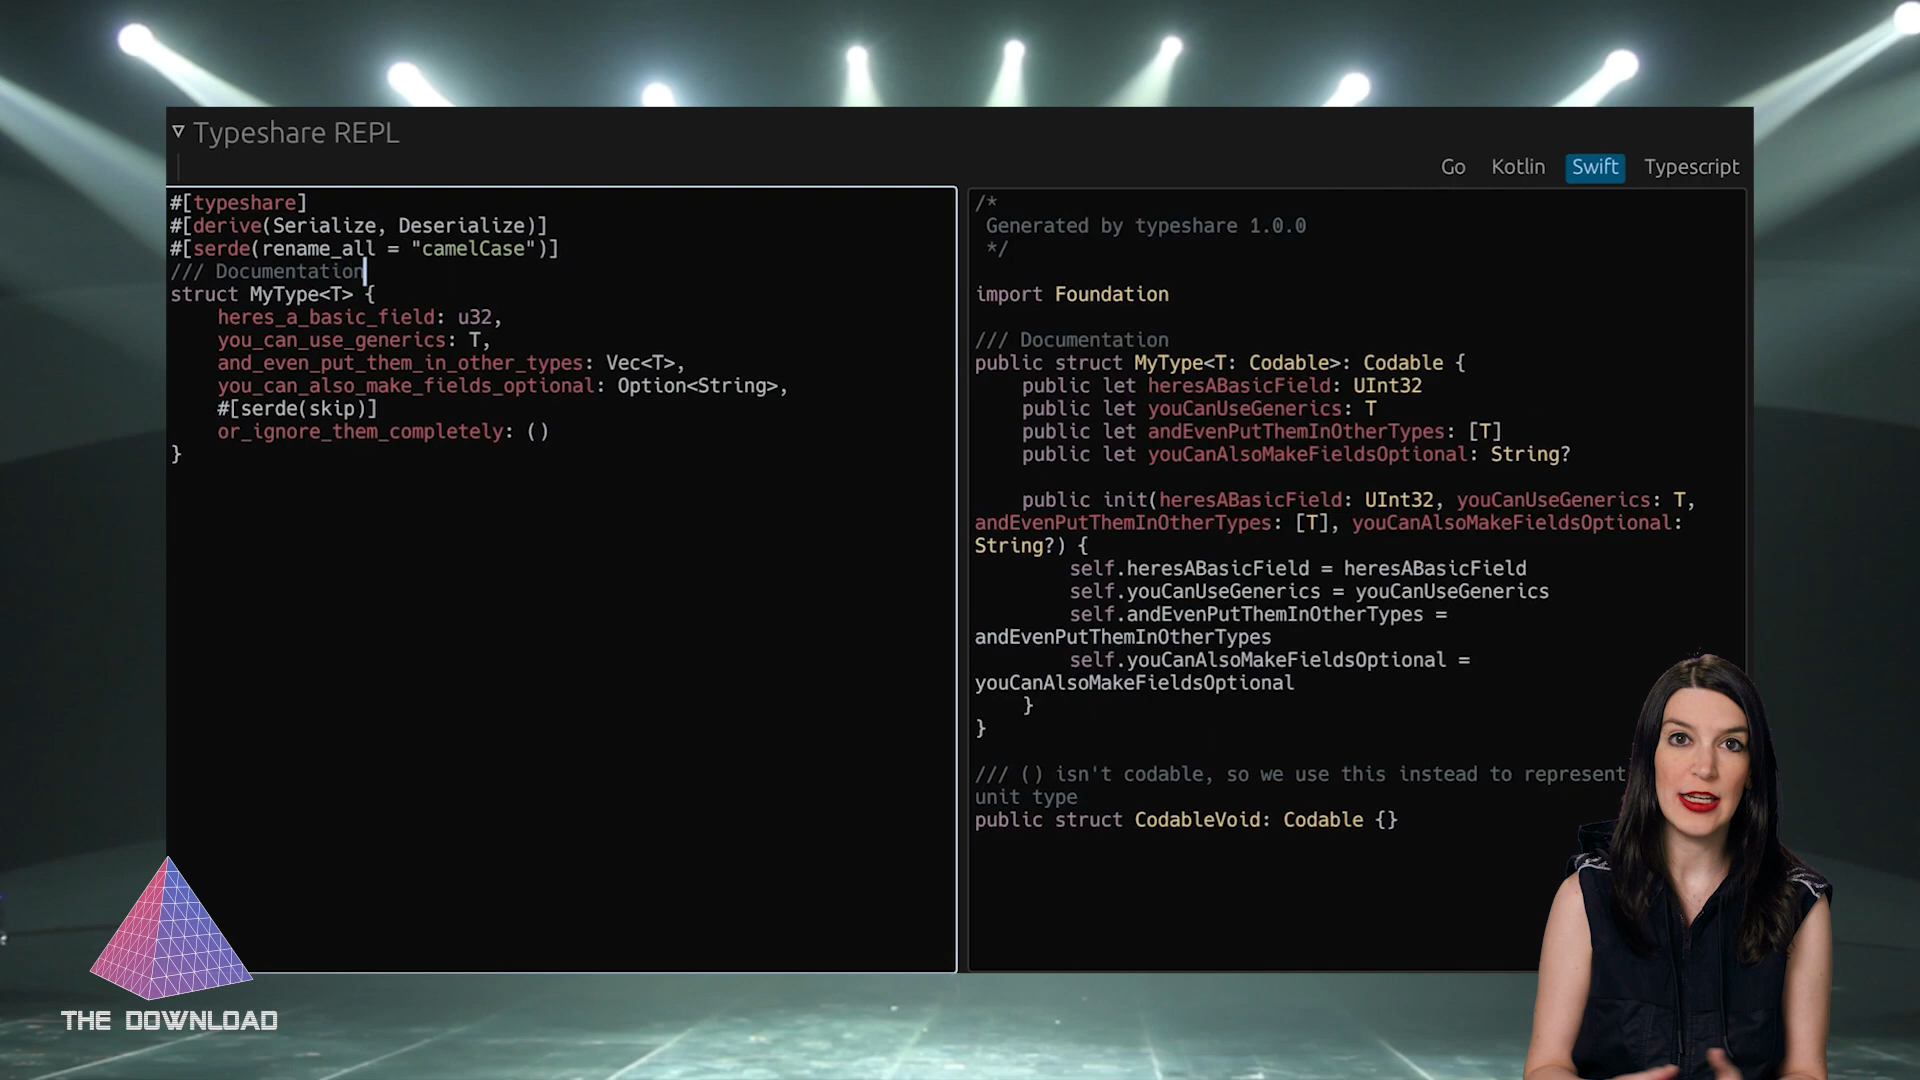 ▽ Typeshare REPL
Go Kotlin Swift Typescript
#[typeshare]
#[derive(Serialize, Deserialize)]
#[serde(rename_all = "camelCase")]
/// Documentation
struct MyType<T> {
    heres_a_basic_field: u32,
    you_can_use_generics: T,
    and_even_put_them_in_other_types: Vec<T>,
    you_can_also_make_fields_optional: Option<String>,
    #[serde(skip)]
    or_ignore_them_completely: ()
}
/*
 Generated by typeshare 1.0.0
 */
import Foundation
/// Documentation
public struct MyType<T: Codable>: Codable {
    public let heresABasicField: UInt32
    public let youCanUseGenerics: T
    public let andEvenPutThemInOtherTypes: [T]
    public let youCanAlsoMakeFieldsOptional: String?
    public init(heresABasicField: UInt32, youCanUseGenerics: T,
andEvenPutThemInOtherTypes: [T], youCanAlsoMakeFieldsOptional:
String?) {
        self.heresABasicField = heresABasicField
        self.youCanUseGenerics = youCanUseGenerics
        self.andEvenPutThemInOtherTypes =
andEvenPutThemInOtherTypes
        self.youCanAlsoMakeFieldsOptional =
youCanAlsoMakeFieldsOptional
    }
}
/// () isn't codable, so we use this instead to represent
unit type
public struct CodableVoid: Codable {}
THE DOWNLOAD